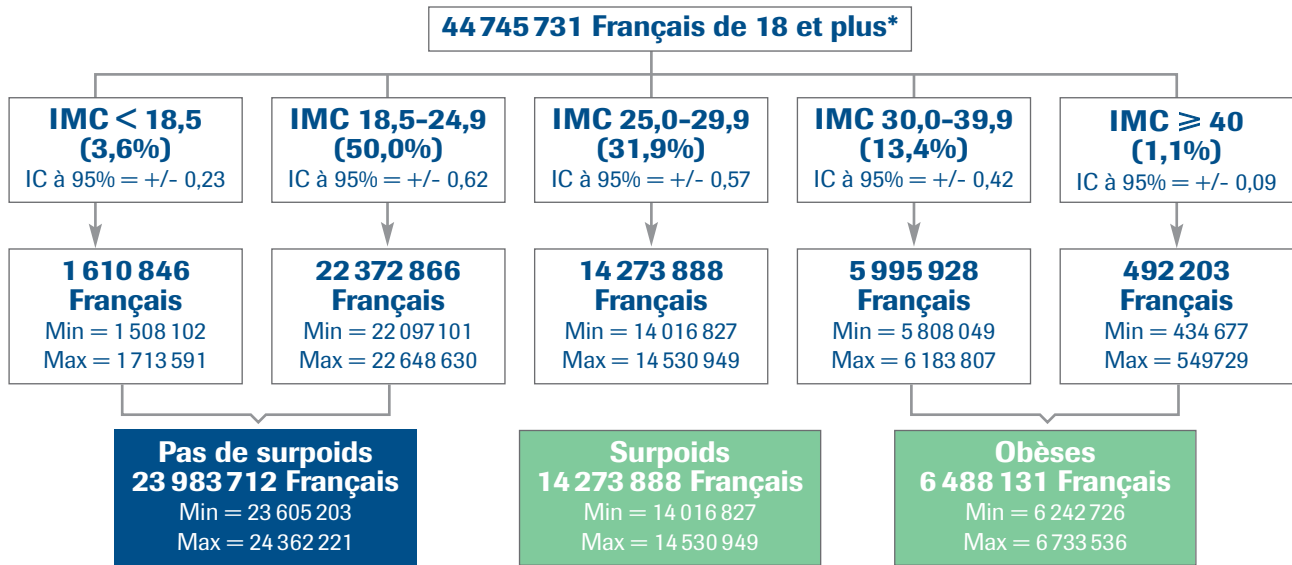 44 745 731 Français de 18 et plus*
IMC < 18,5
(3,6%)
IC à 95% = +/- 0,23
IMC 18,5-24,9
(50,0%)
IC à 95% = +/- 0,62
IMC 25,0-29,9
(31,9%)
IC à 95% = +/- 0,57
IMC 30,0-39,9
(13,4%)
IC à 95% = +/- 0,42
IMC ⩾ 40
(1,1%)
IC à 95% = +/- 0,09
1 610 846
Français
Min = 1 508 102
Max = 1 713 591
22 372 866
Français
Min = 22 097 101
Max = 22 648 630
14 273 888
Français
Min = 14 016 827
Max = 14 530 949
5 995 928
Français
Min = 5 808 049
Max = 6 183 807
492 203
Français
Min = 434 677
Max = 549729
Pas de surpoids
23 983 712 Français
Min = 23 605 203
Max = 24 362 221
Surpoids
14 273 888 Français
Min = 14 016 827
Max = 14 530 949
Obèses
6 488 131 Français
Min = 6 242 726
Max = 6 733 536